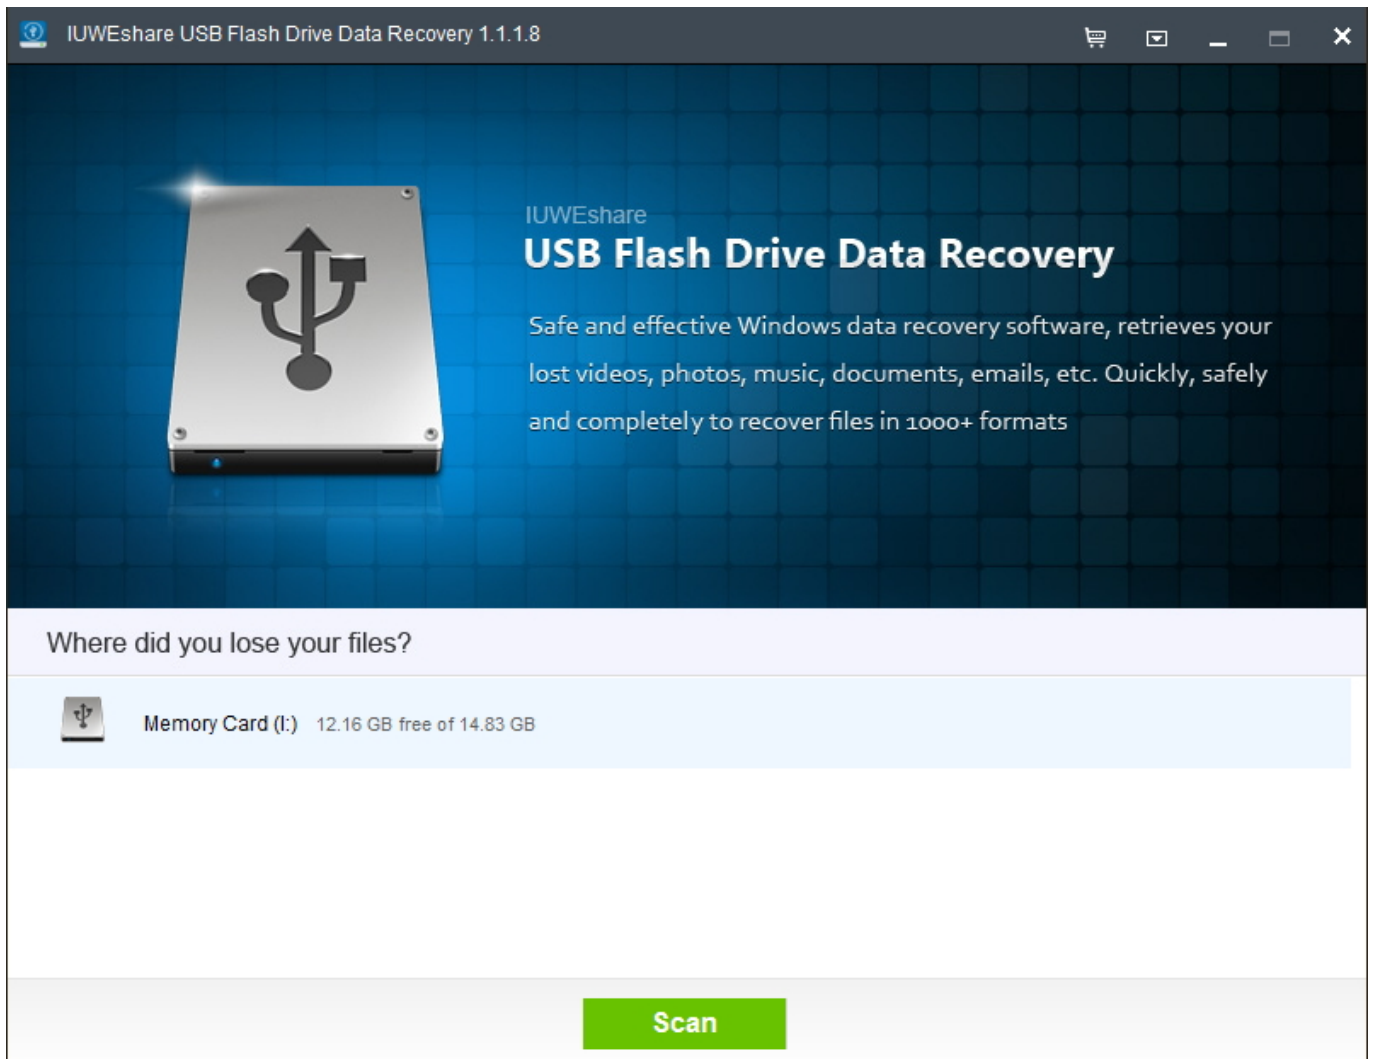 IUWEshare USB Flash Drive Data Recovery 1.1.1.8
IUWEshare
USB Flash Drive Data Recovery
Safe and effective Windows data recovery software, retrieves your
lost videos, photos, music, documents, emails, etc. Quickly, safely
and completely to recover files in 1000+ formats
Where did you lose your files?
Memory Card (I:) 12.16 GB free of 14.83 GB
Scan